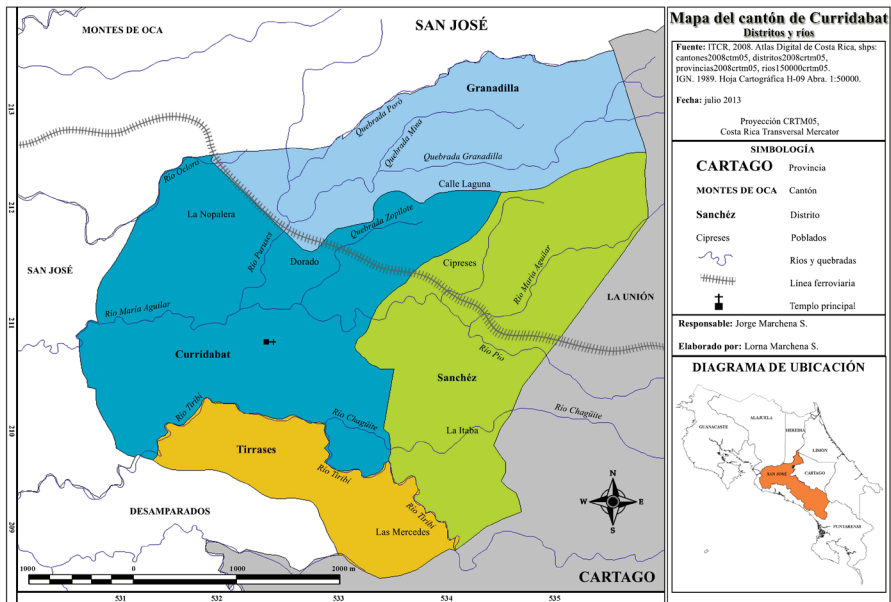 MONTES DE OCA
SAN JOSÉ
Granadilla
Quebrada Poró
Quebrada Misa
Quebrada Granadilla
Calle Laguna
Río Ocloro
La Nopalera
Quebrada Zopilote
Río Puruses
Dorado
Cipreses
Río María Aguilar
SAN JOSÉ
LA UNIÓN
Río María Aguilar
Curridabat
Río Pío
Sanchéz
Río Tiribí
Río Chagüite
Río Chagüite
La Itaba
Tirrases
Río Tiribí
Río Tiribí
DESAMPARADOS
Las Mercedes
CARTAGO
N
W E
S
213
212
211
210
209
1000 0 1000 2000 m
531 532 533 534 535
Mapa del cantón de Curridabat
Distritos y ríos
Fuente: ITCR, 2008. Atlas Digital de Costa Rica, shps:
cantones2008ctm05, distritos2008crtm05,
provincias2008crtm05, rios150000crtm05.
IGN. 1989. Hoja Cartográfica H-09 Abra. 1:50000.
Fecha: julio 2013
Proyección CRTM05,
Costa Rica Transversal Mercator
SIMBOLOGÍA
CARTAGO Provincia
MONTES DE OCA Cantón
Sanchéz Distrito
Cipreses Poblados
Ríos y quebradas
Línea ferroviaria
Templo principal
Responsable: Jorge Marchena S.
Elaborado por: Lorna Marchena S.
DIAGRAMA DE UBICACIÓN
GUANACASTE
ALAJUELA
HEREDIA
LIMÓN
SAN JOSÉ
CARTAGO
PUNTARENAS